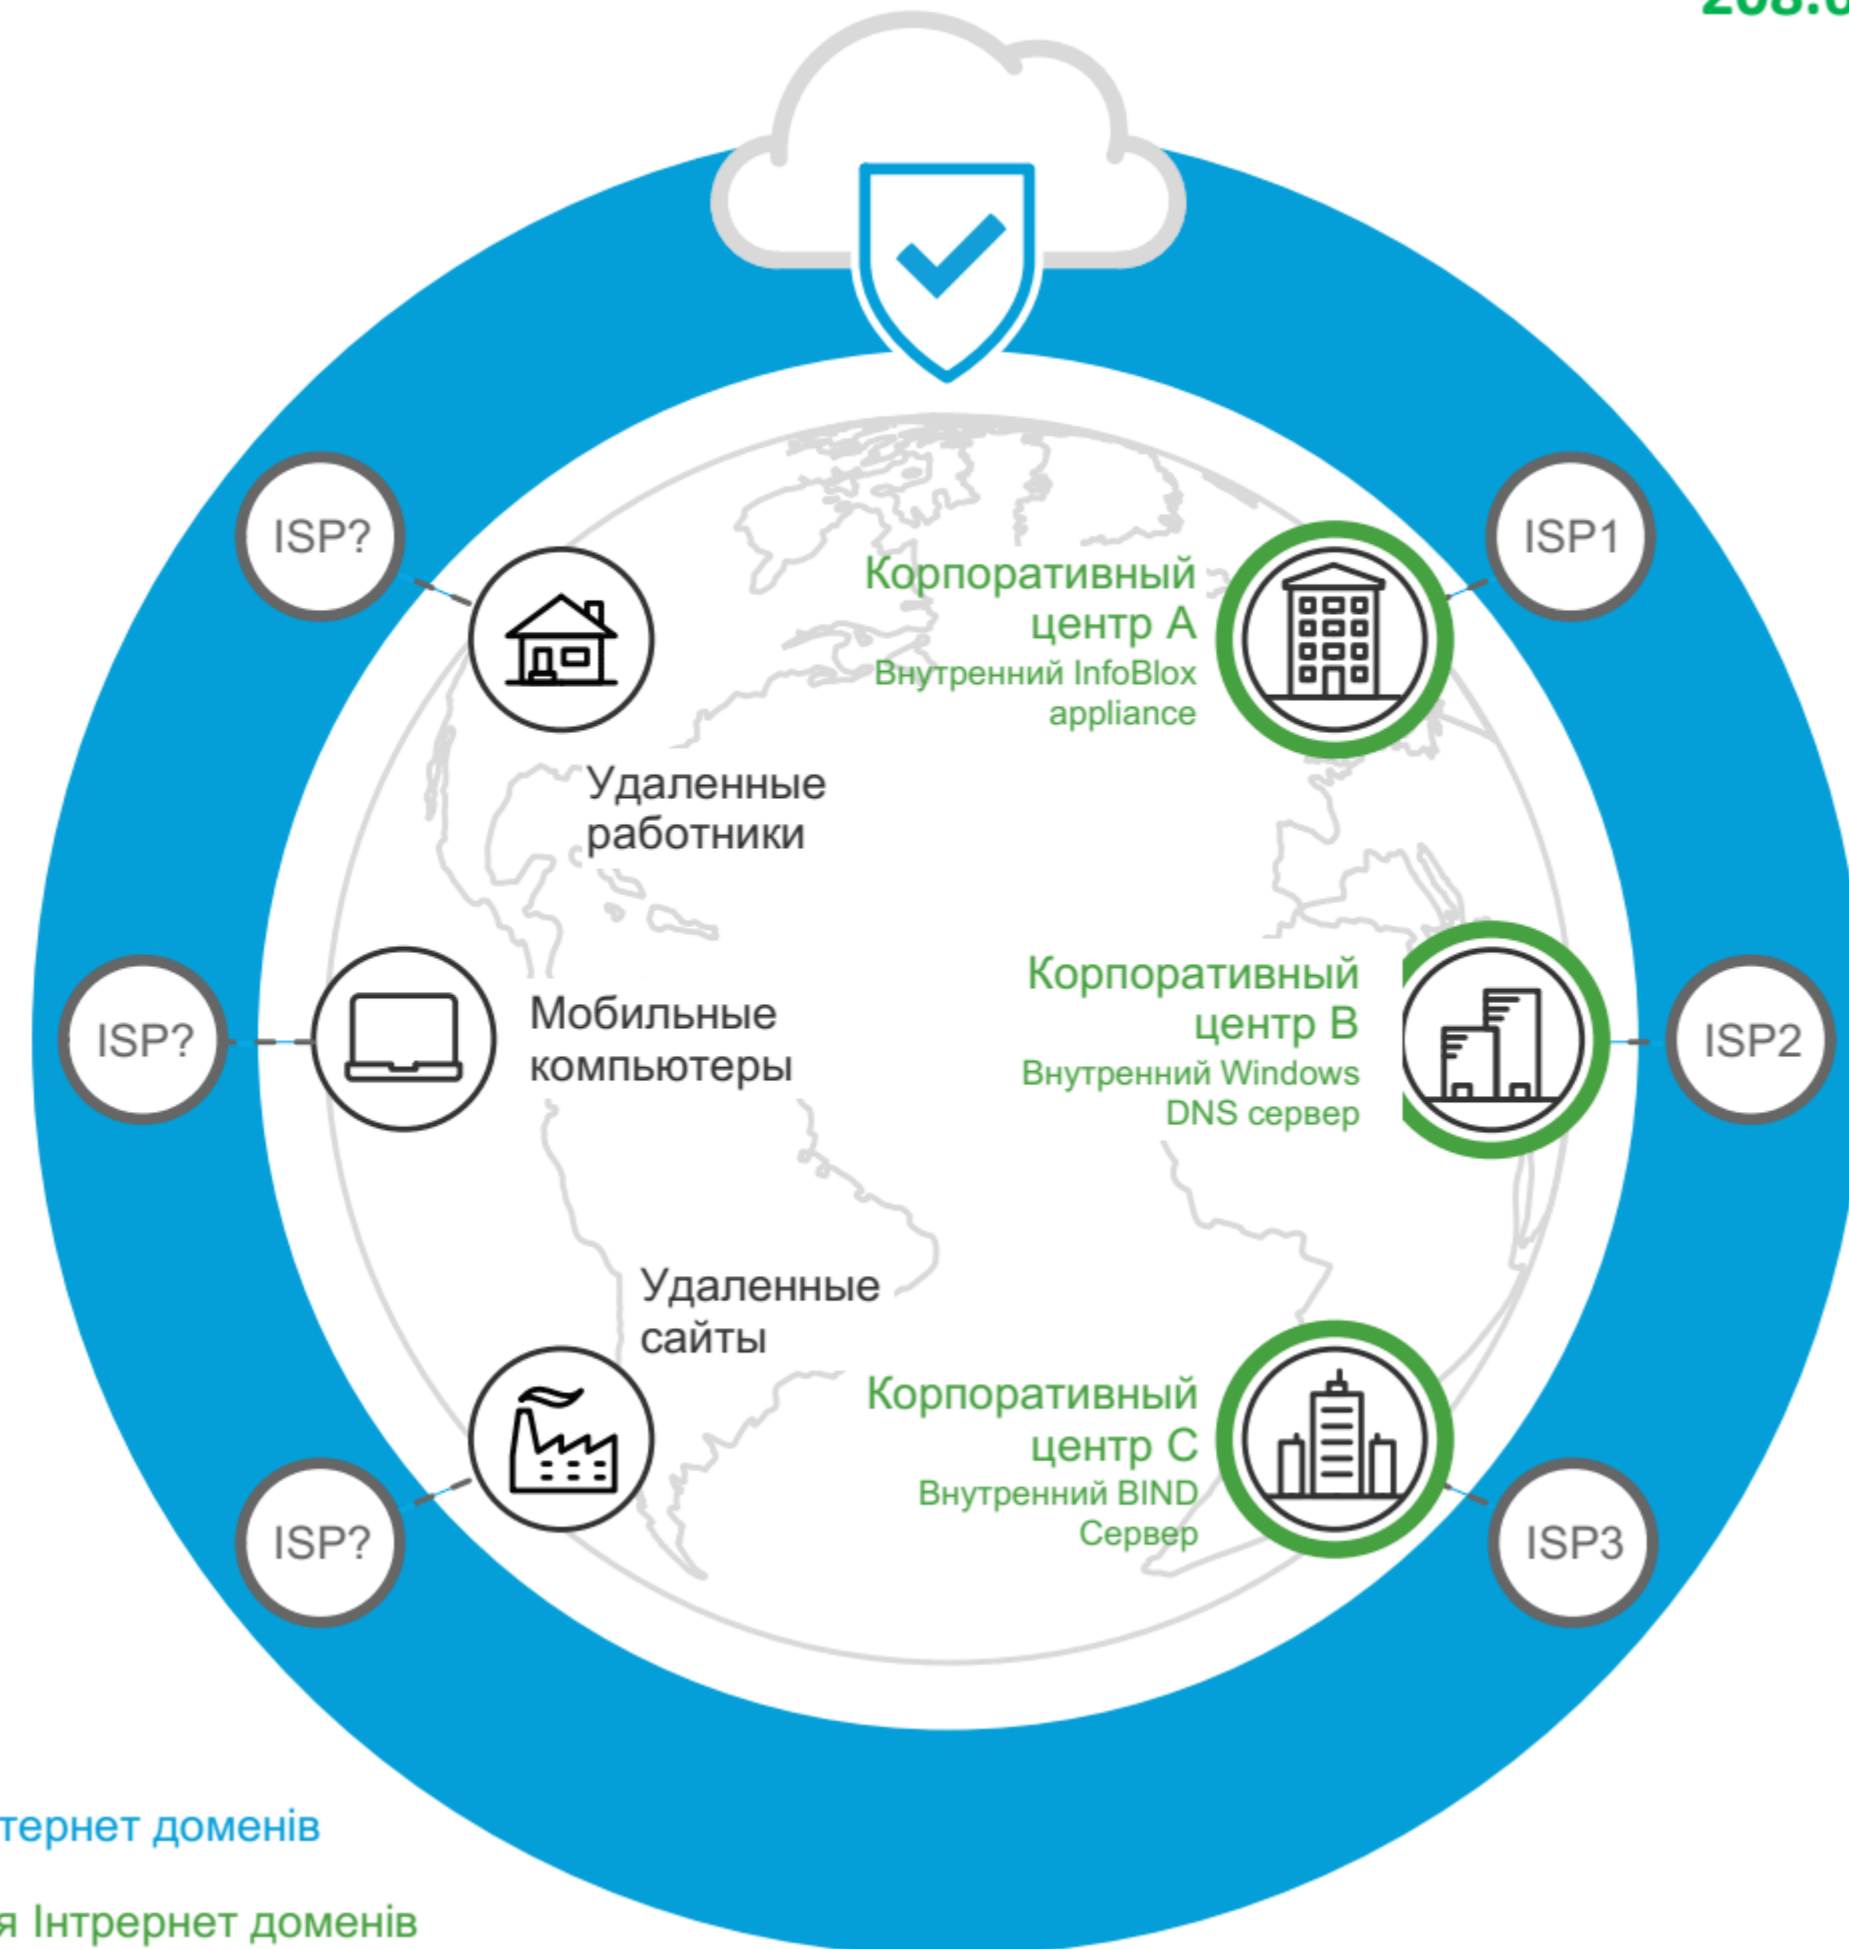 ISP?
ISP1
Корпоративный
центр A
Внутренний InfoBlox
appliance
Удаленные
работники
ISP?
Мобильные
компьютеры
Корпоративный
центр B
Внутренний Windows
DNS сервер
ISP2
Удаленные
сайты
Корпоративный
центр C
Внутренний BIND
Сервер
ISP?
ISP3
доменів
Інтрернет доменів